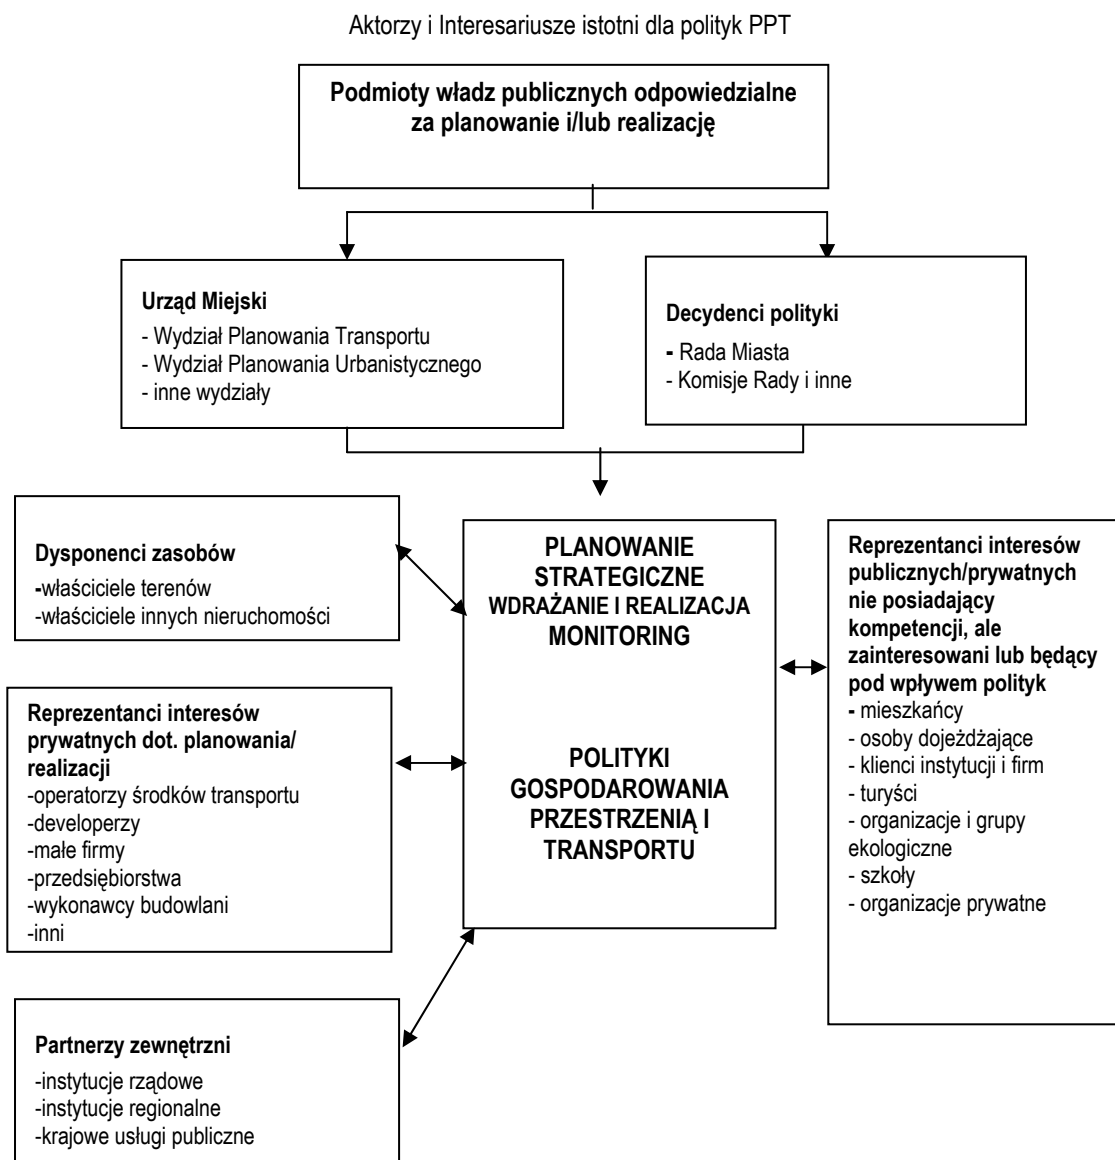 Aktorzy i Interesariusze istotni dla polityk PPT
Podmioty władz publicznych odpowiedzialne
za planowanie i/lub realizację
Urząd Miejski
- Wydział Planowania Transportu
- Wydział Planowania Urbanistycznego
- inne wydziały
Decydenci polityki
- Rada Miasta
- Komisje Rady i inne
Dysponenci zasobów
-właściciele terenów
-właściciele innych nieruchomości
PLANOWANIE
STRATEGICZNE
WDRAŻANIE I REALIZACJA
MONITORING
POLITYKI
GOSPODAROWANIA
PRZESTRZENIĄ I
TRANSPORTU
Reprezentanci interesów
publicznych/prywatnych
nie posiadający
kompetencji, ale
zainteresowani lub będący
pod wpływem polityk
- mieszkańcy
- osoby dojeżdżające
- klienci instytucji i firm
- turyści
- organizacje i grupy
ekologiczne
- szkoły
- organizacje prywatne
Reprezentanci interesów
prywatnych dot. planowania/
realizacji
-operatorzy środków transportu
-developerzy
-małe firmy
-przedsiębiorstwa
-wykonawcy budowlani
-inni
Partnerzy zewnętrzni
-instytucje rządowe
-instytucje regionalne
-krajowe usługi publiczne